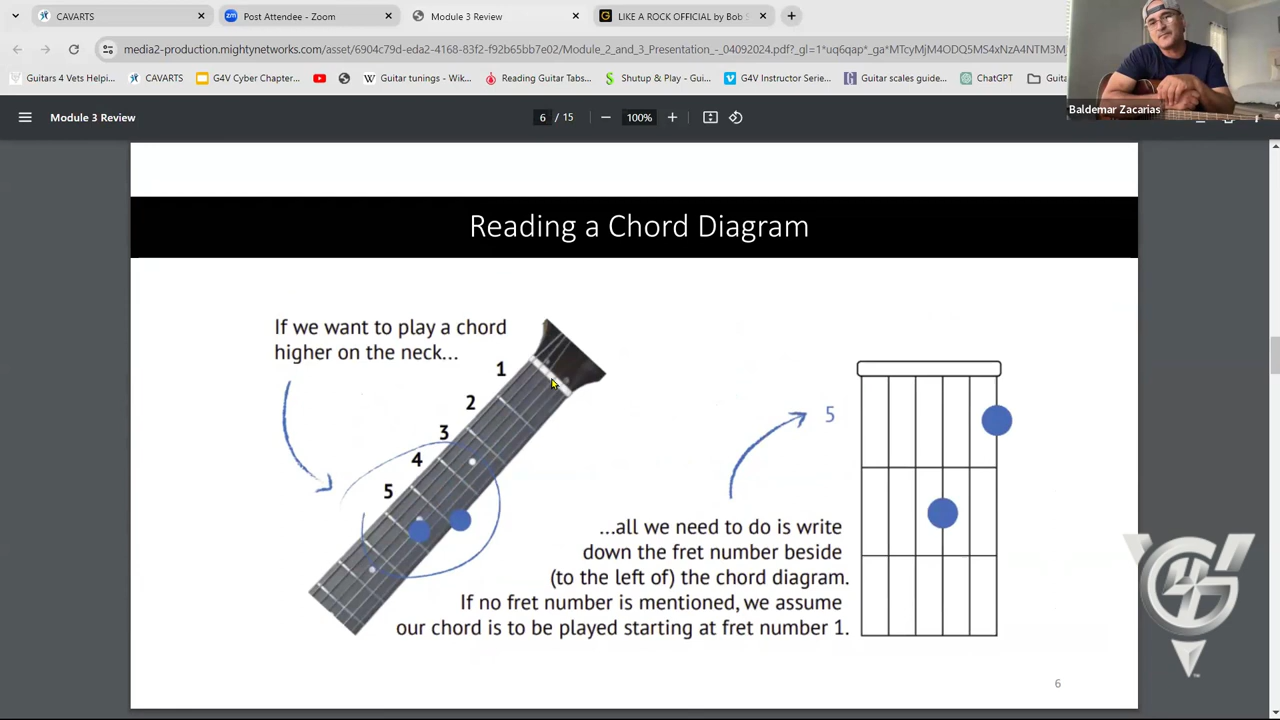 CAVARTS
Post Attendee - Zoom
Module 3 Review
LIKE A ROCK OFFICIAL by Bob S
media2-production.mightynetworks.com/asset/6904c79d-eda2-4160-83f2-f92b65bb7e02/Module_2_and_3_Presentation_-_04092024.pdf?_gl=1*uq6qap*_ga*MTcyMjM4ODQ5MS4xNzA4NTM3M
Guitars 4 Vets Helpi...
CAVARTS
G4V Cyber Chapter...
Guitar tunings - Wik...
Reading Guitar Tabs...
Shutup & Play - Gui...
G4V Instructor Serie...
Guitar scales guide...
ChatGPT
Guita
Baldemar Zacarias
Module 3 Review
6 / 15
100%
Reading a Chord Diagram
If we want to play a chord
higher on the neck...
1
2
3
4
5
5
...all we need to do is write
down the fret number beside
(to the left of) the chord diagram.
If no fret number is mentioned, we assume
our chord is to be played starting at fret number 1.
6